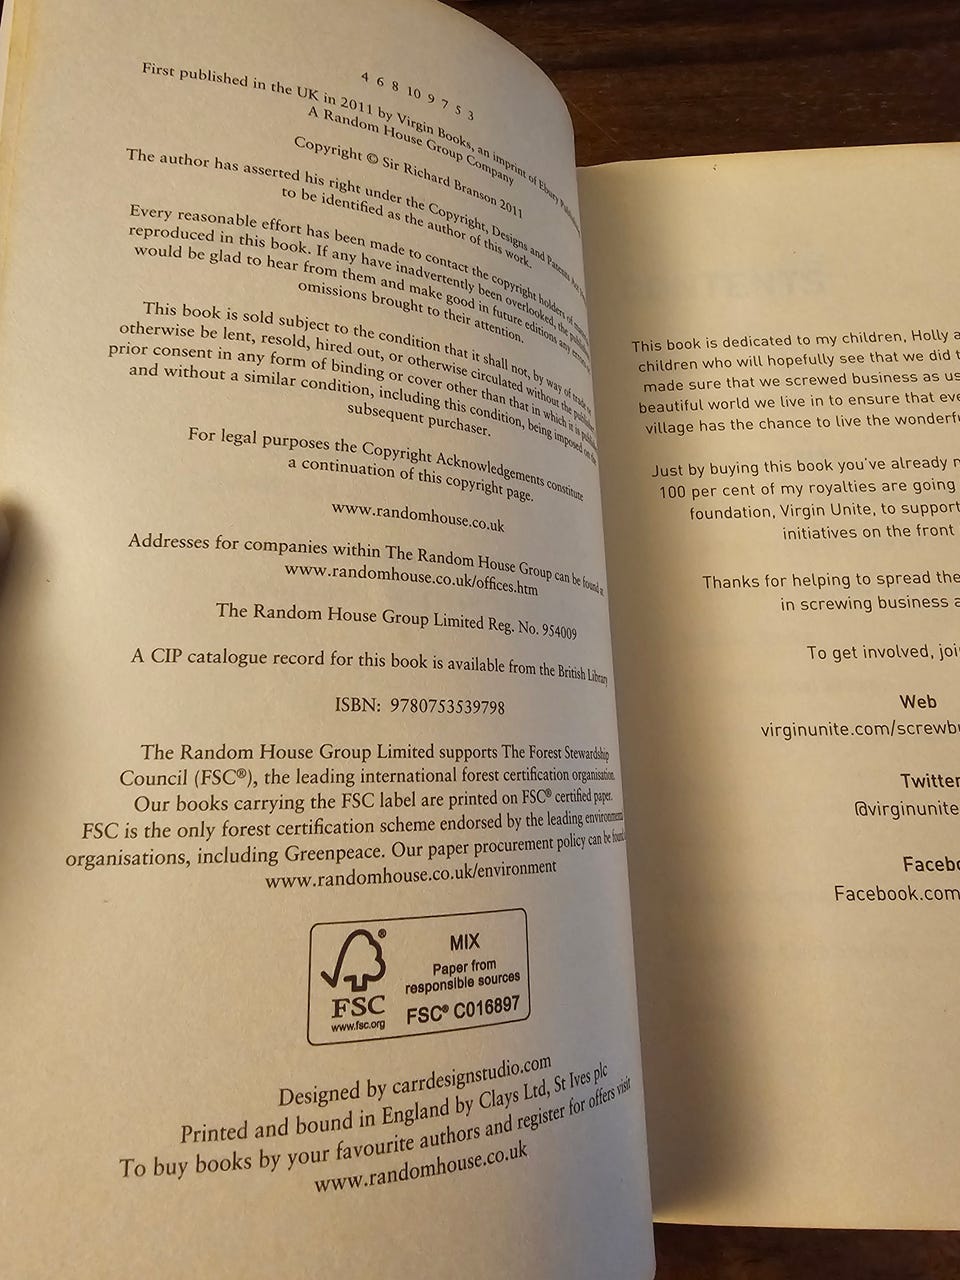 4 6 8 10 9 7 5 3
First published in the UK in 2011 by Virgin Books, an imprint of Ebury
A Random House Group Company
Copyright © Sir Richard Branson 2011
The author has asserted his right under the Copyright, Designs and Patents Act
to be identified as the author of this work.
Every reasonable effort has been made to contact the copyright holders of
reproduced in this book. If any have inadvertently been overlooked, the
would be glad to hear from them and make good in future editions any
omissions brought to their attention.
This book is sold subject to the condition that it shall not, by way of trade or
otherwise be lent, resold, hired out, or otherwise circulated without the
prior consent in any form of binding or cover other than that in which it is
and without a similar condition, including this condition, being imposed on the
subsequent purchaser.
For legal purposes the Copyright Acknowledgements constitute
a continuation of this copyright page.
www.randomhouse.co.uk
Addresses for companies within The Random House Group can be found
www.randomhouse.co.uk/offices.htm
The Random House Group Limited Reg. No. 954009
A CIP catalogue record for this book is available from the British Library
ISBN: 9780753539798
The Random House Group Limited supports The Forest Stewardship
Council (FSC®), the leading international forest certification organisation.
Our books carrying the FSC label are printed on FSC® certified paper.
FSC is the only forest certification scheme endorsed by the leading
organisations, including Greenpeace. Our paper procurement policy can be found
www.randomhouse.co.uk/environment
FSC
www.fsc.org
MIX
Paper from
responsible sources
FSC® C016897
Designed by carrdesignstudio.com
Printed and bound in England by Clays Ltd, St Ives plc
To buy books by your favourite authors and register for offers visit
www.randomhouse.co.uk
This book is dedicated to my children, Holly a
children who will hopefully see that we did t
made sure that we screwed business as us
beautiful world we live in to ensure that eve
village has the chance to live the wonderfu
Just by buying this book you've already
100 per cent of my royalties are going
foundation, Virgin Unite, to support
initiatives on the front
Thanks for helping to spread the
in screwing business a
To get involved, joi
Web
virginunite.com/screwb
Twitter
@virginunite
Facebo
Facebook.com